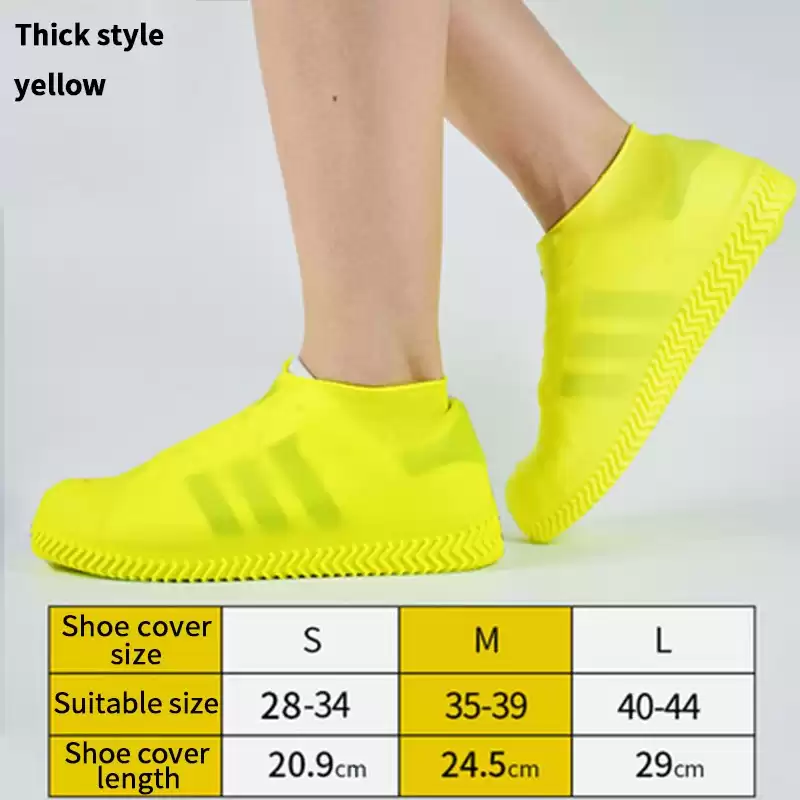 Thick style
yellow
Shoe cover size S M L
Suitable size 28-34 35-39 40-44
Shoe cover length 20.9cm 24.5cm 29cm